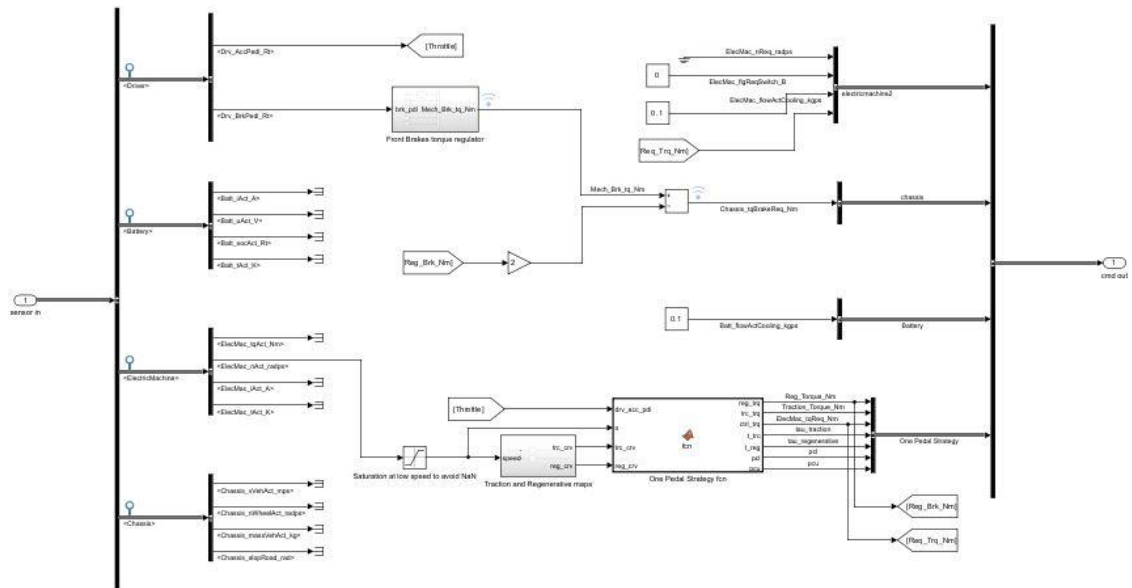 <Drv_AccPedl_Rt>
[Throttle]
<Driver>
<Drv_BrkPedl_Rt>
brk_pdl Mech_Brk_tq_Nm
Front Brakes torque regulator
ElecMac_nReq_radps
0
ElecMac_flgReqSwitch_B
ElecMac_flowActCooling_kgps
0.1
electricmachine2
[Req_Trq_Nm]
<Batt_iAct_A>
<Batt_uAct_V>
<Battery>
<Batt_socAct_Rt>
<Batt_tAct_K>
Mech_Brk_tq_Nm
+
−
Chassis_tqBrakeReq_Nm
chassis
[Reg_Brk_Nm]
2
1
sensor in
1
cmd out
0.1
Batt_flowActCooling_kgps
Battery
<ElecMac_tqAct_Nm>
<ElecMac_nAct_radps>
<ElectricMachine>
<ElecMac_iAct_A>
<ElecMac_tAct_K>
[Throttle]
Saturation at low speed to avoid NaN
speed
trc_crv
reg_crv
Traction and Regenerative maps
drv_acc_pdl
s
trc_crv
reg_crv
fcn
reg_trq
trc_trq
ctrl_trq
t_trc
t_reg
pcl
pcu
One Pedal Strategy fcn
Reg_Torque_Nm
Traction_Torque_Nm
ElecMac_tqReq_Nm
tau_traction
tau_regenerative
pcl
pcu
One Pedal Strategy
<Chassis_vVehAct_mps>
<Chassis_nWheelAct_radps>
<Chassis>
<Chassis_massVehAct_kg>
<Chassis_slopRoad_rad>
[Reg_Brk_Nm]
[Req_Trq_Nm]